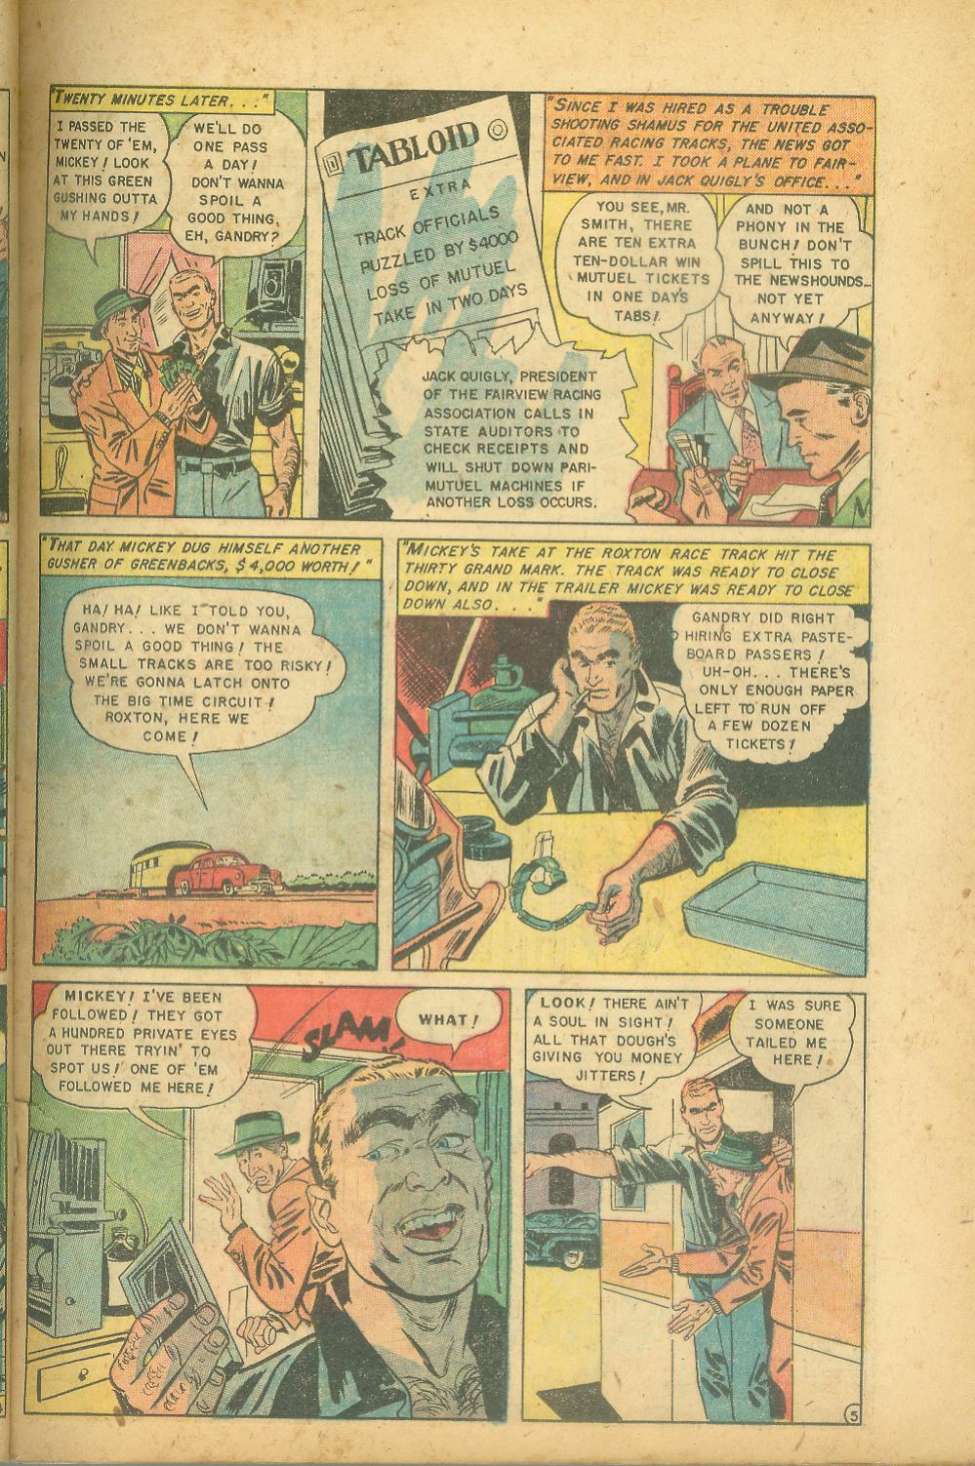 "TWENTY MINUTES LATER. . ."
I PASSED THE
TWENTY OF 'EM,
MICKEY! LOOK
AT THIS GREEN
GUSHING OUTTA
MY HANDS!
WE'LL DO
ONE PASS
A DAY!
DON'T WANNA
SPOIL A
GOOD THING,
EH, GANDRY?
TABLOID
EXTRA
TRACK OFFICIALS
PUZZLED BY $4000
LOSS OF MUTUEL
TAKE IN TWO DAYS
JACK QUIGLY, PRESIDENT
OF THE FAIRVIEW RACING
ASSOCIATION CALLS IN
STATE AUDITORS TO
CHECK RECEIPTS AND
WILL SHUT DOWN PARI-
MUTUEL MACHINES IF
ANOTHER LOSS OCCURS.
"SINCE I WAS HIRED AS A TROUBLE
SHOOTING SHAMUS FOR THE UNITED ASSO-
CIATED RACING TRACKS, THE NEWS GOT
TO ME FAST. I TOOK A PLANE TO FAIR-
VIEW, AND IN JACK QUIGLY'S OFFICE. . ."
YOU SEE, MR.
SMITH, THERE
ARE TEN EXTRA
TEN-DOLLAR WIN
MUTUEL TICKETS
IN ONE DAY'S
TABS!
AND NOT A
PHONY IN THE
BUNCH! DON'T
SPILL THIS TO
THE NEWSHOUNDS...
NOT YET
ANYWAY!
"THAT DAY MICKEY DUG HIMSELF ANOTHER
GUSHER OF GREENBACKS, $4,000 WORTH!"
HA! HA! LIKE I TOLD YOU,
GANDRY. . . WE DON'T WANNA
SPOIL A GOOD THING! THE
SMALL TRACKS ARE TOO RISKY!
WE'RE GONNA LATCH ONTO
THE BIG TIME CIRCUIT!
ROXTON, HERE WE
COME!
"MICKEY'S TAKE AT THE ROXTON RACE TRACK HIT THE
THIRTY GRAND MARK. THE TRACK WAS READY TO CLOSE
DOWN, AND IN THE TRAILER MICKEY WAS READY TO CLOSE
DOWN ALSO. . . ."
GANDRY DID RIGHT
HIRING EXTRA PASTE-
BOARD PASSERS!
UH-OH. . . THERE'S
ONLY ENOUGH PAPER
LEFT TO RUN OFF
A FEW DOZEN
TICKETS!
MICKEY! I'VE BEEN
FOLLOWED! THEY GOT
A HUNDRED PRIVATE EYES
OUT THERE TRYIN' TO
SPOT US! ONE OF 'EM
FOLLOWED ME HERE!
SLAM!
WHAT!
LOOK! THERE AIN'T
A SOUL IN SIGHT!
ALL THAT DOUGH'S
GIVING YOU MONEY
JITTERS!
I WAS SURE
SOMEONE
TAILED ME
HERE!
5